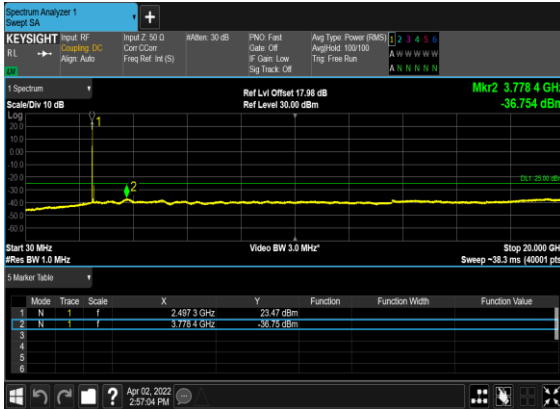 Spectrum Analyzer 1
Swept SA
+
KEYSIGHT Input: RF Input Z: 50 Ω #Atten: 30 dB PNO: Fast Avg Type: Power (RMS) 1 2 3 4 5 6
RL Coupling: DC Corr CCorr Gate: Off Avg|Hold: 100/100 A W W W W W
Align: Auto Freq Ref: Int (S) IF Gain: Low Trig: Free Run
Sig Track: Off A N N N N N
1 Spectrum
Ref Lvl Offset 17.98 dB Mkr2 3.778 4 GHz
Scale/Div 10 dB Ref Level 30.00 dBm -36.754 dBm
Log
1
20.0
10.0
0.00
-10.0
-20.0
DL1 25.00 dBm
-30.0
2
-40.0
-50.0
-60.0
Start 30 MHz Video BW 3.0 MHz* Stop 20.000 GH
#Res BW 1.0 MHz Sweep ~38.3 ms (40001 pts
5 Marker Table
Mode Trace Scale X Y Function Function Width Function Value
1 N 1 f 2.497 3 GHz 23.47 dBm
2 N 1 f 3.778 4 GHz -36.75 dBm
3
4
5
6
? Apr 02, 2022
2:57:04 PM